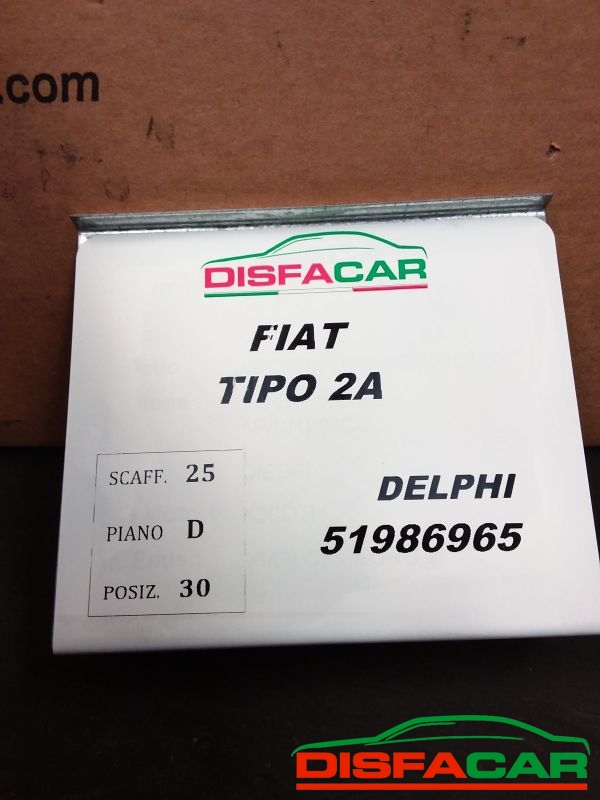 .com
DISFACAR
FIAT
TIPO 2A
SCAFF. 25
PIANO D
POSIZ. 30
DELPHI
51986965
DISFACAR